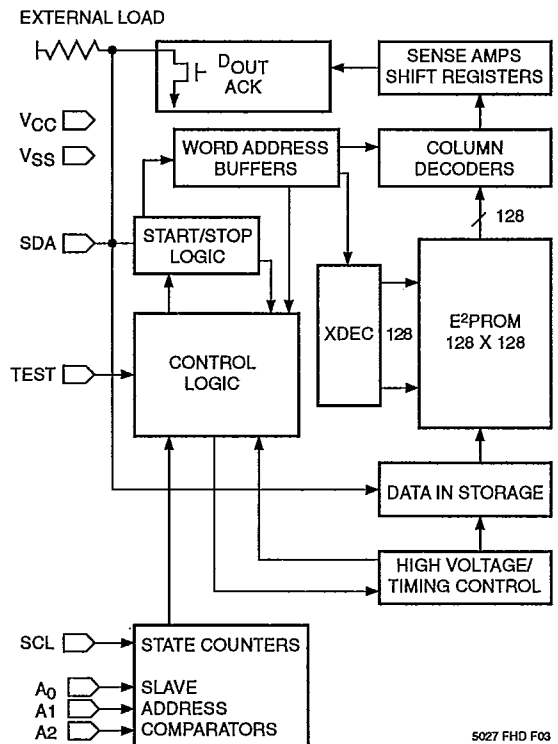 EXTERNAL LOAD
DOUT
ACK
SENSE AMPS
SHIFT REGISTERS
VCC
VSS
WORD ADDRESS
BUFFERS
COLUMN
DECODERS
128
SDA
START/STOP
LOGIC
XDEC
128
E²PROM
128 X 128
TEST
CONTROL
LOGIC
DATA IN STORAGE
HIGH VOLTAGE/
TIMING CONTROL
SCL
STATE COUNTERS
A0
SLAVE
A1
ADDRESS
A2
COMPARATORS
5027 FHD F03